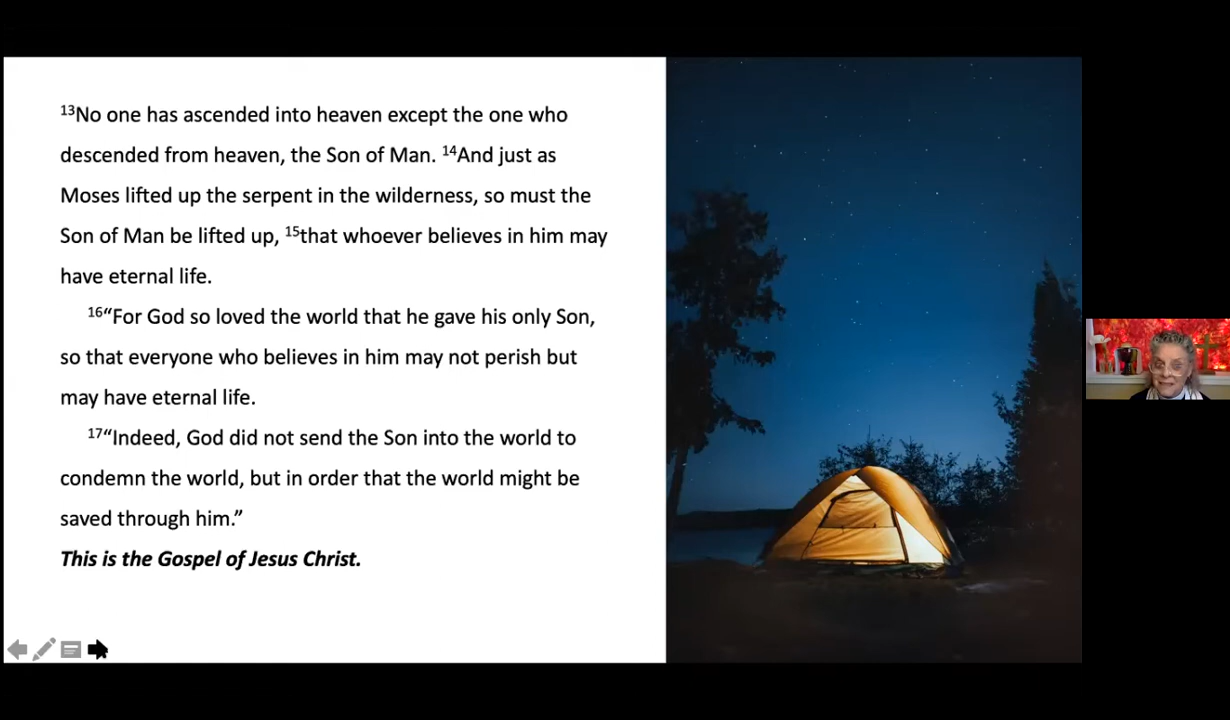 13No one has ascended into heaven except the one who
descended from heaven, the Son of Man. 14And just as
Moses lifted up the serpent in the wilderness, so must the
Son of Man be lifted up, 15that whoever believes in him may
have eternal life.
16“For God so loved the world that he gave his only Son,
so that everyone who believes in him may not perish but
may have eternal life.
17“Indeed, God did not send the Son into the world to
condemn the world, but in order that the world might be
saved through him.”
This is the Gospel of Jesus Christ.